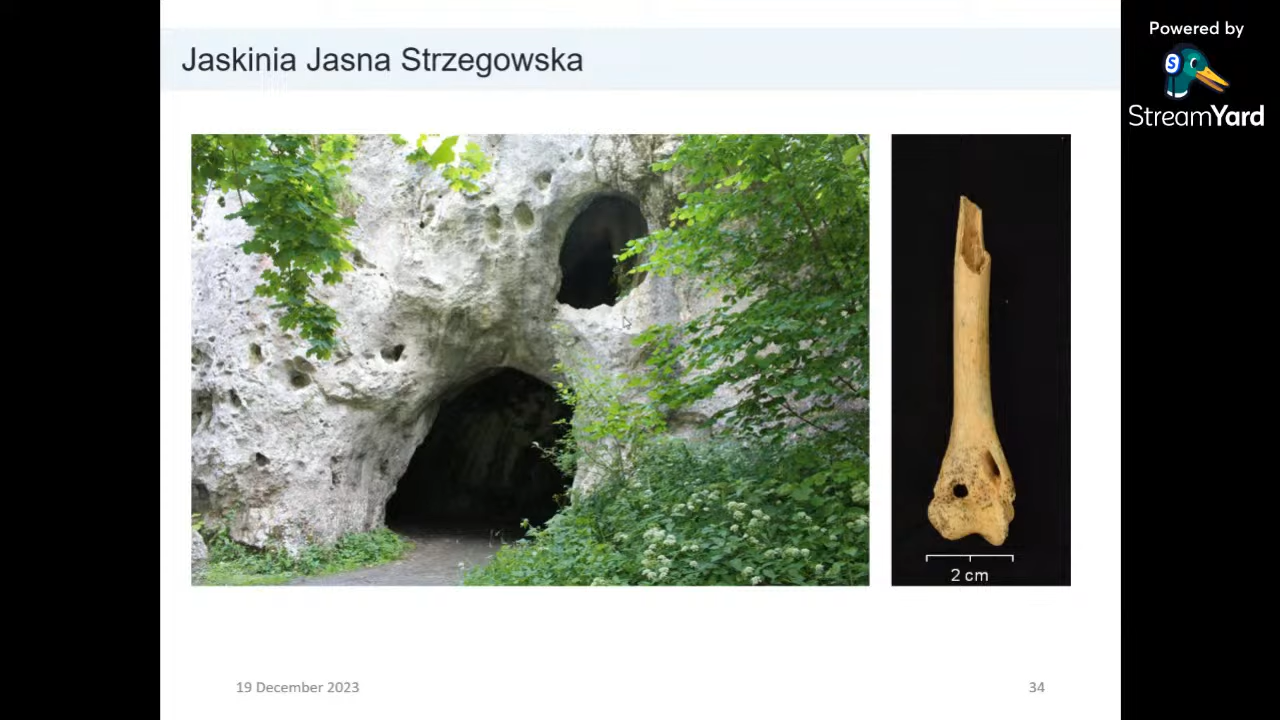 Jaskinia Jasna Strzegowska
Powered by
S
StreamYard
2 cm
19 December 2023
34